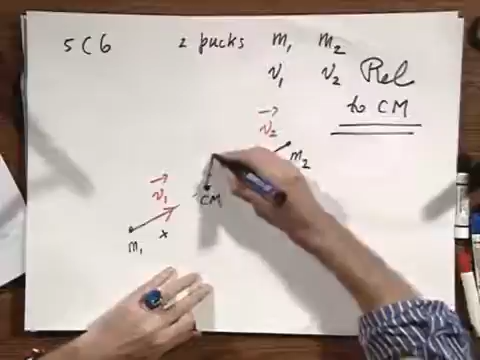 5C6 2 pucks m₁ m₂
v₁ v₂ Rel
to CM
v₂
m₂
v₁
CM
m₁ x